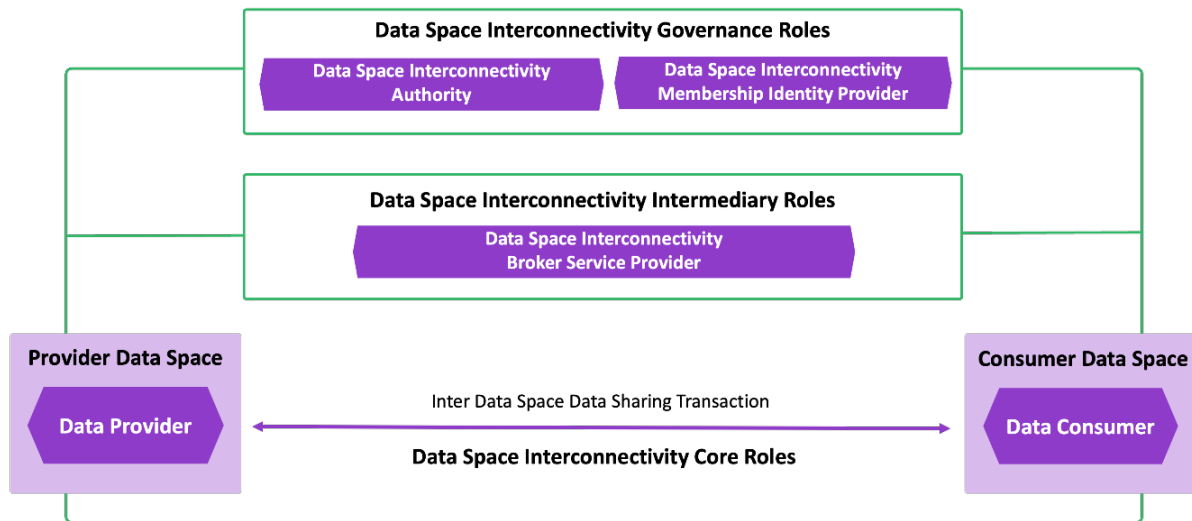 Data Space Interconnectivity Governance Roles
Data Space Interconnectivity
Authority
Data Space Interconnectivity
Membership Identity Provider
Data Space Interconnectivity Intermediary Roles
Data Space Interconnectivity
Broker Service Provider
Provider Data Space
Data Provider
Inter Data Space Data Sharing Transaction
Data Space Interconnectivity Core Roles
Consumer Data Space
Data Consumer